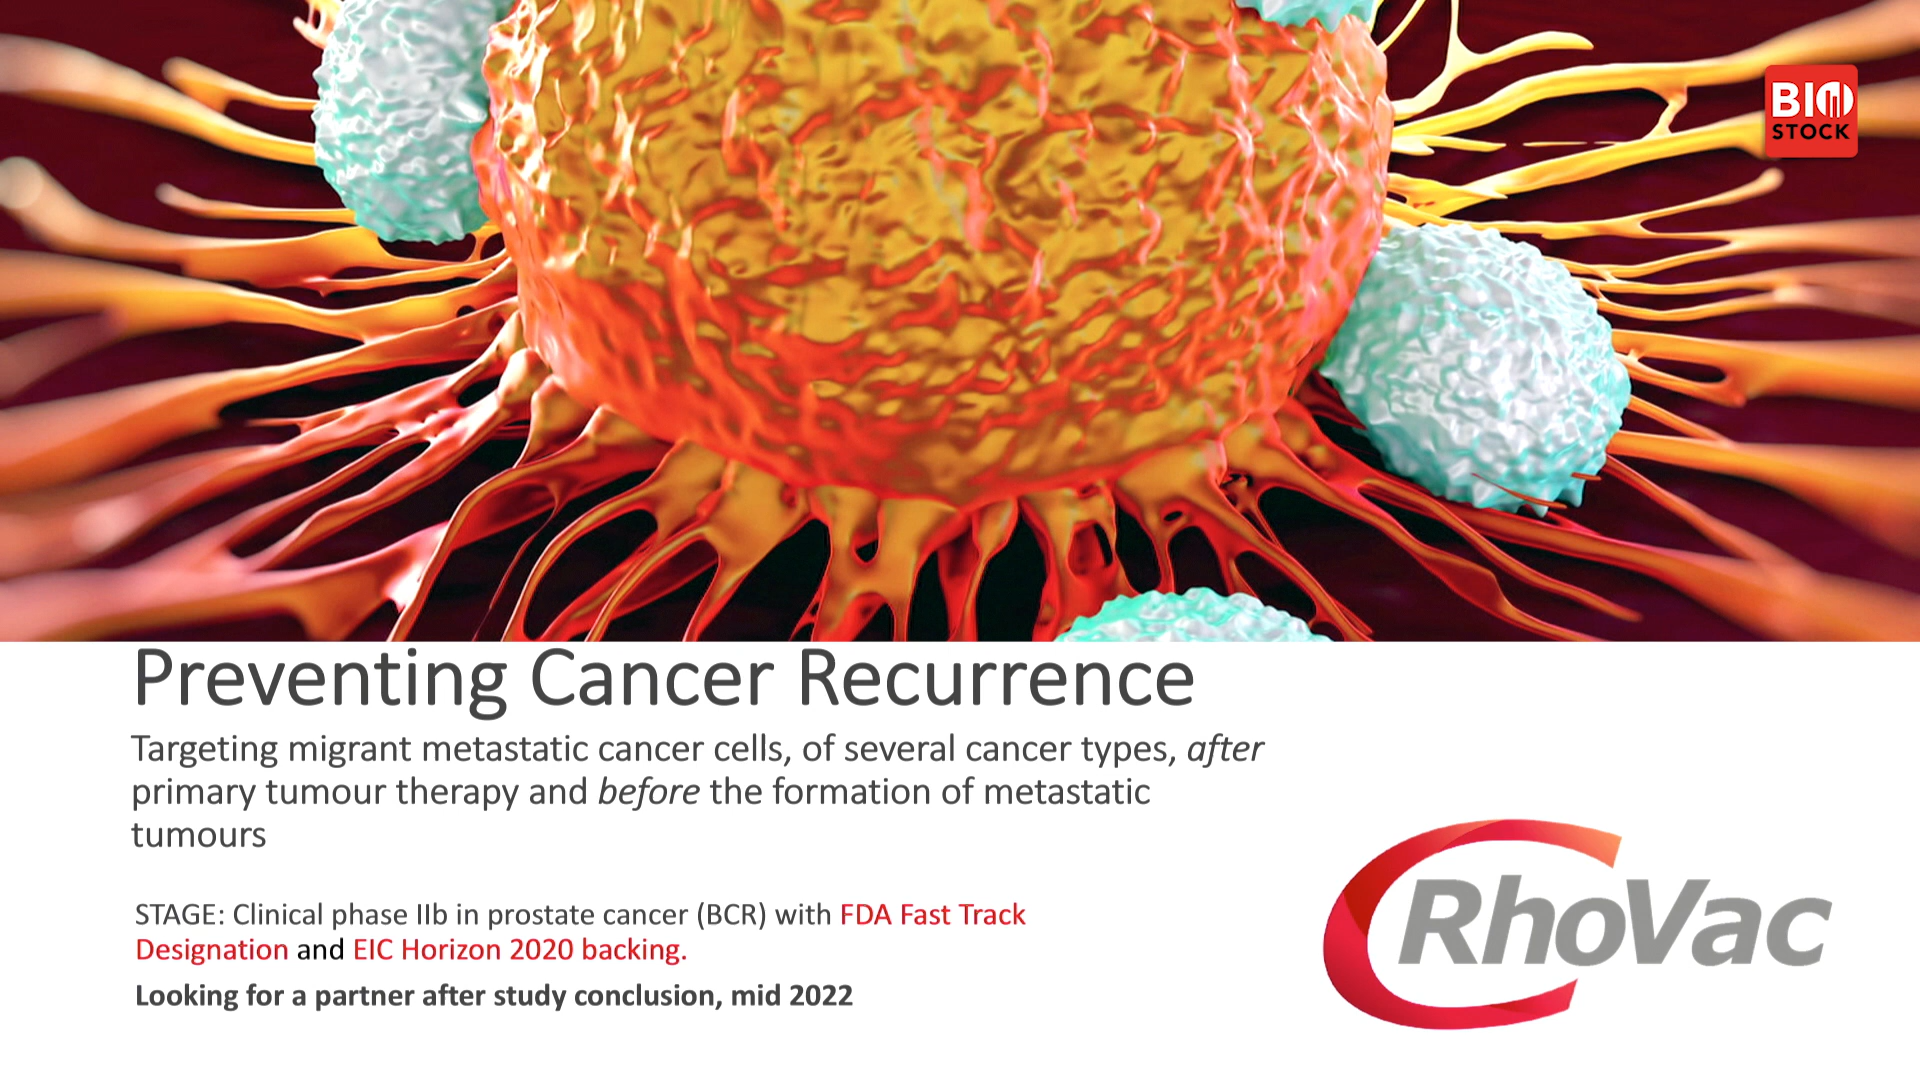 BIO
STOCK
Preventing Cancer Recurrence
Targeting migrant metastatic cancer cells, of several cancer types, after
primary tumour therapy and before the formation of metastatic
tumours
STAGE: Clinical phase IIb in prostate cancer (BCR) with FDA Fast Track
Designation and EIC Horizon 2020 backing.
Looking for a partner after study conclusion, mid 2022
RhoVac